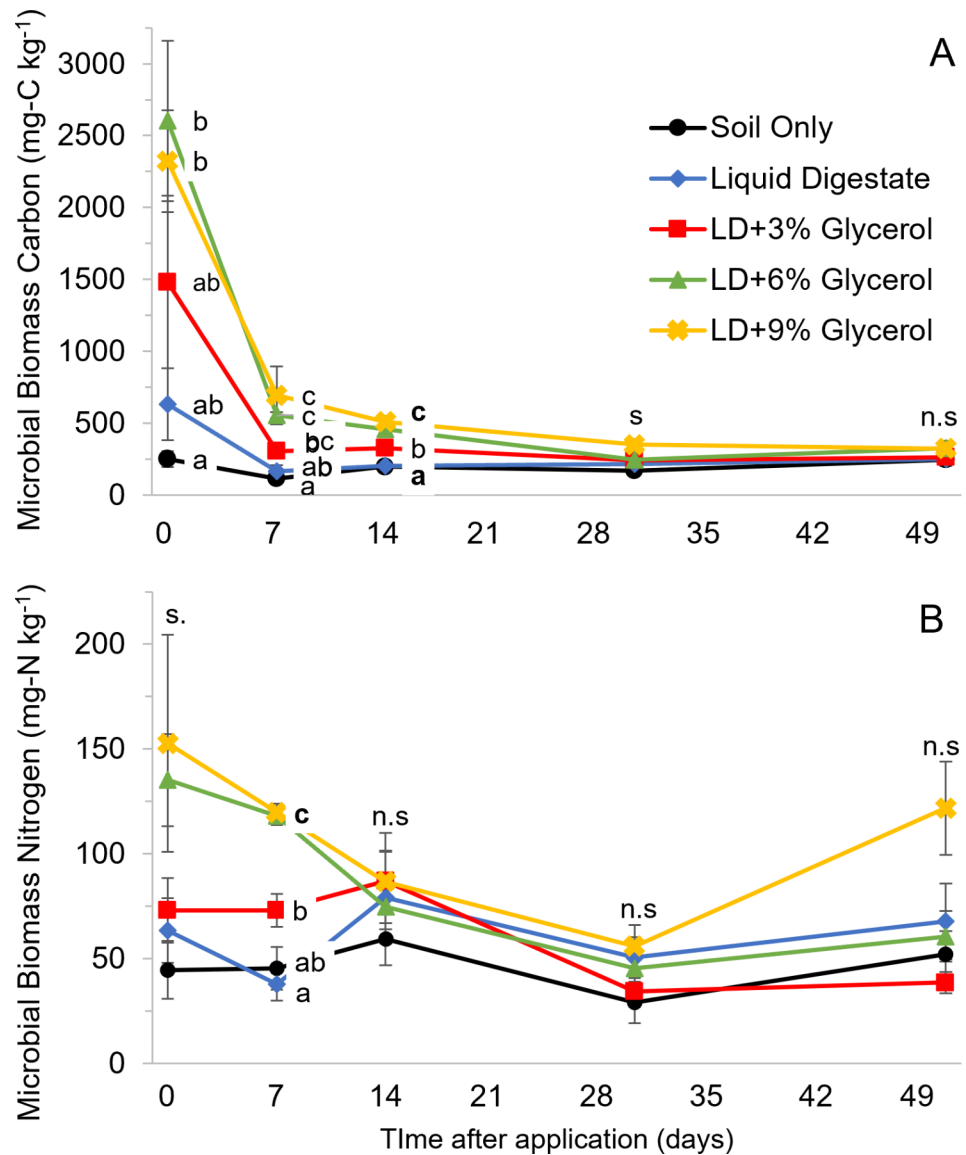 A
Microbial Biomass Carbon (mg-C kg⁻¹)
3000
2500
2000
1500
1000
500
0
Soil Only
Liquid Digestate
LD+3% Glycerol
LD+6% Glycerol
LD+9% Glycerol
b
b
ab
ab
a
c
c
bc
b
ab
a
c
b
a
s
n.s
0 7 14 21 28 35 42 49
B
Microbial Biomass Nitrogen (mg-N kg⁻¹)
200
150
100
50
0
s.
c
b
ab
a
n.s
n.s
n.s
0 7 14 21 28 35 42 49
TIme after application (days)